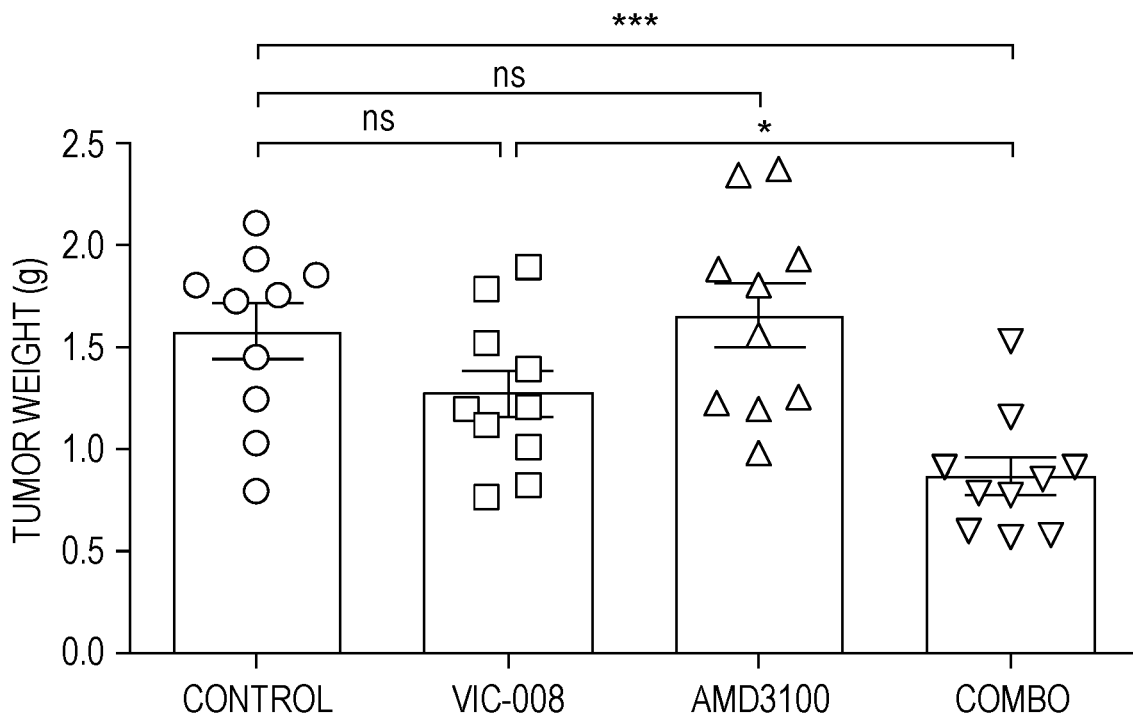 ***
ns
ns
*
TUMOR WEIGHT (g)
2.5
2.0
1.5
1.0
0.5
0.0
CONTROL VIC-008 AMD3100 COMBO